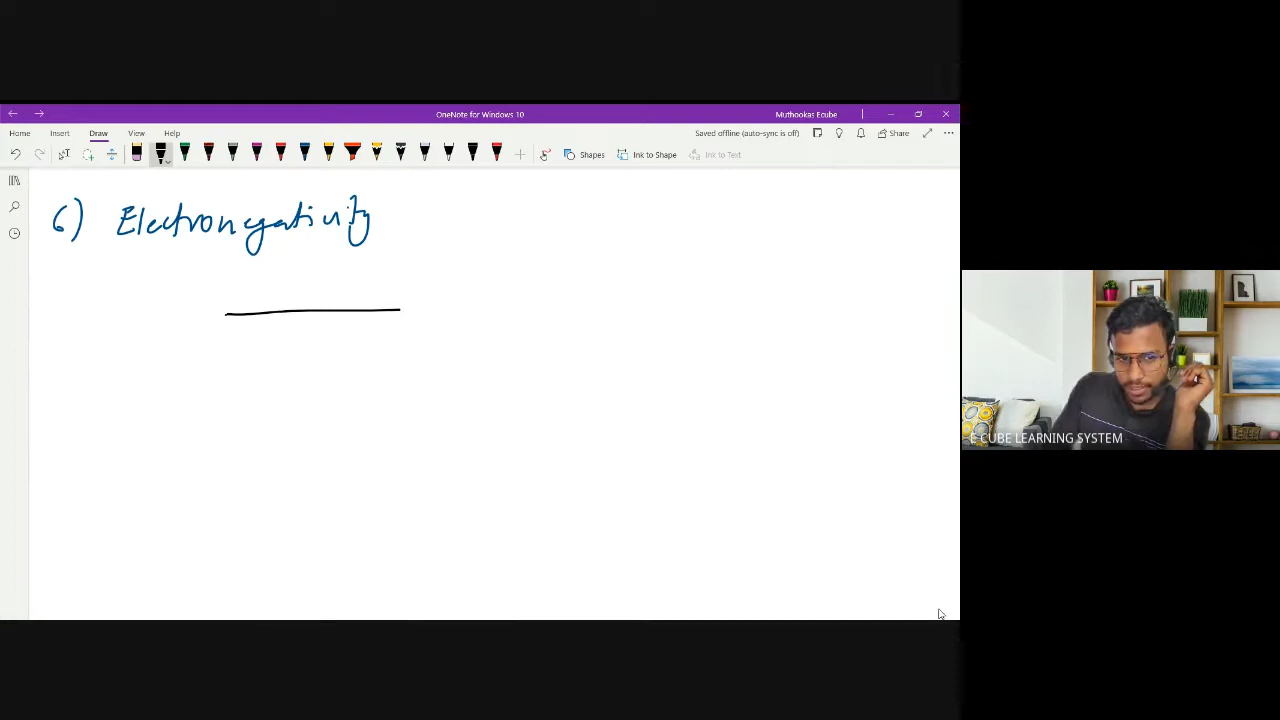 OneNote for Windows 10
Muthookas Ecube
Home Insert Draw View Help
Saved offline (auto-sync is off)
Share
Shapes
Ink to Shape
Ink to Text
6) Electronegativity
E CUBE LEARNING SYSTEM